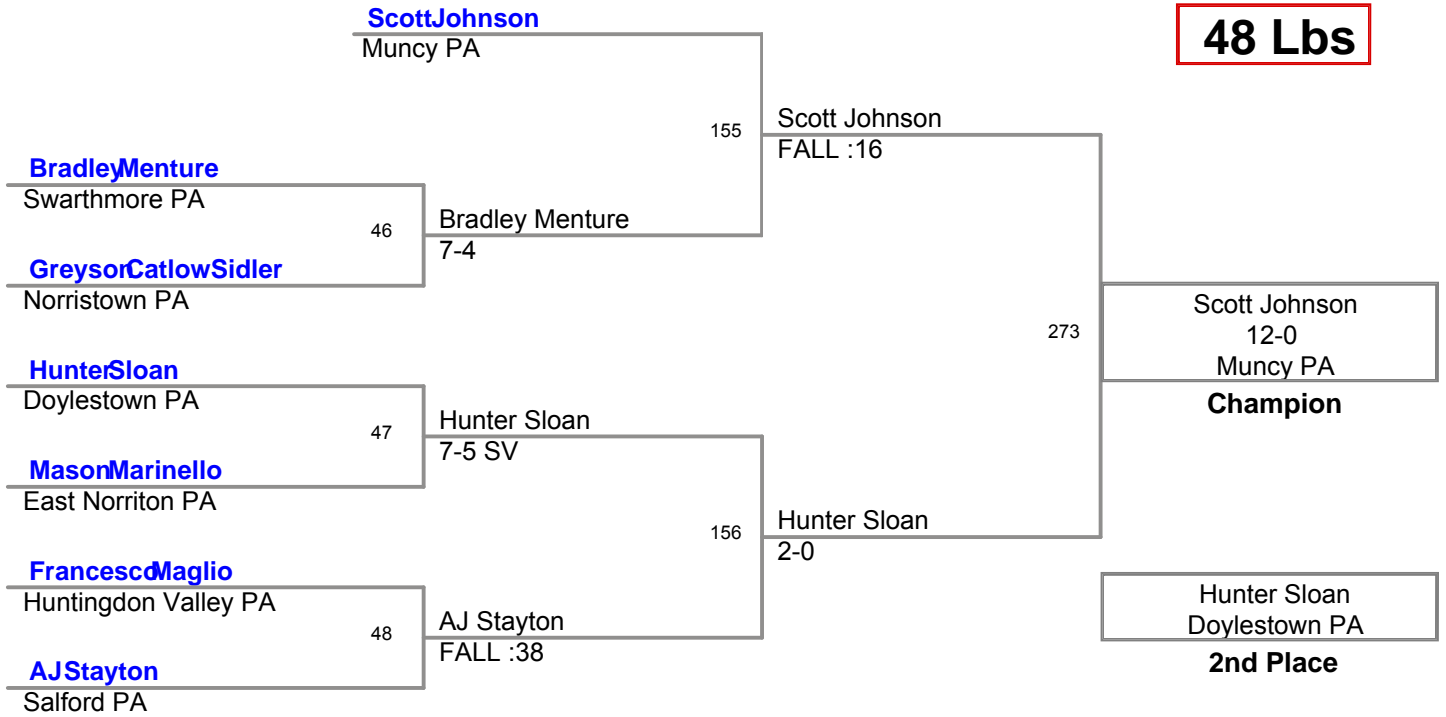 ScottJohnson
Muncy PA
48 Lbs
155
Scott Johnson
FALL :16
BradleyMenture
Swarthmore PA
46
Bradley Menture
7-4
GreysonCatlowSidler
Norristown PA
273
Scott Johnson
12-0
Muncy PA
Champion
HunterSloan
Doylestown PA
47
Hunter Sloan
7-5 SV
MasonMarinello
East Norriton PA
156
Hunter Sloan
2-0
FrancescoMaglio
Huntingdon Valley PA
48
AJ Stayton
FALL :38
AJStayton
Salford PA
Hunter Sloan
Doylestown PA
2nd Place